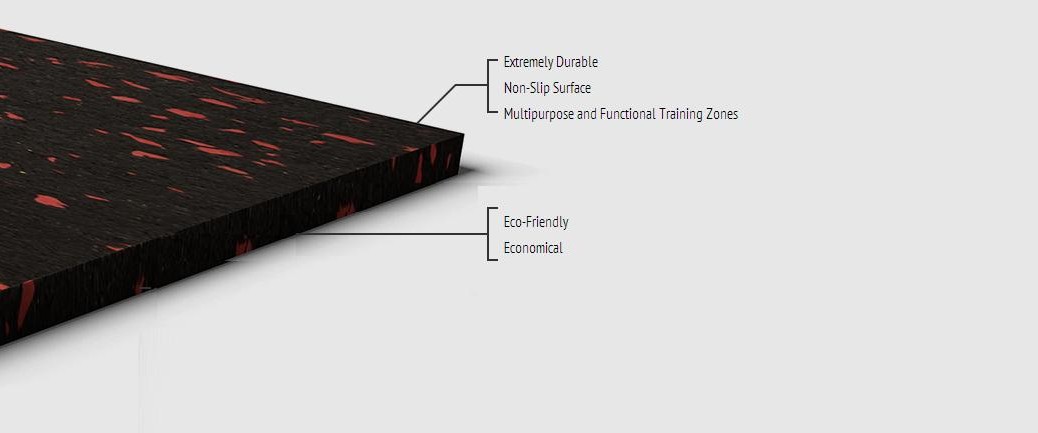 Extremely Durable
Non-Slip Surface
Multipurpose and Functional Training Zones
Eco-Friendly
Economical